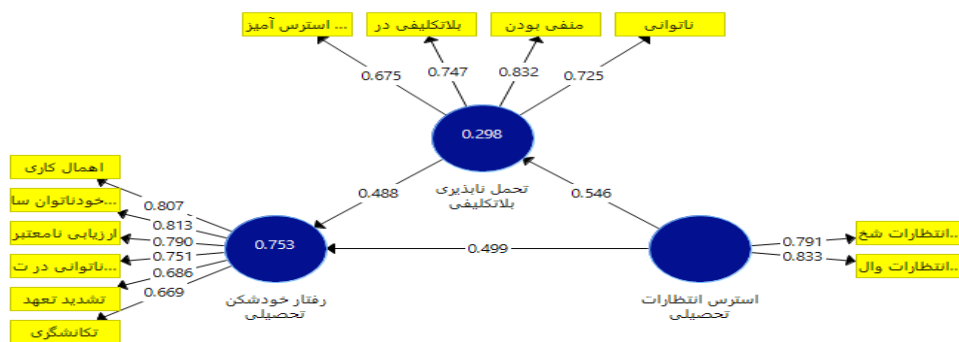 استرس آمیز ...
بلاتکلیفی در
منفی بودن
ناتوانی
0.675
0.747
0.832
0.725
0.298
تحمل ناپذیری
بلاتکلیفی
0.488
0.546
اهمال کاری
خودناتوان سا...
ارزیابی نامعتبر
ناتوانی در ت...
تشدید تعهد
تکانشگری
0.807
0.813
0.790
0.751
0.686
0.669
0.753
رفتار خودشکن
تحصیلی
0.499
استرس انتظارات
تحصیلی
0.791
0.833
انتظارات شخ...
انتظارات وال...